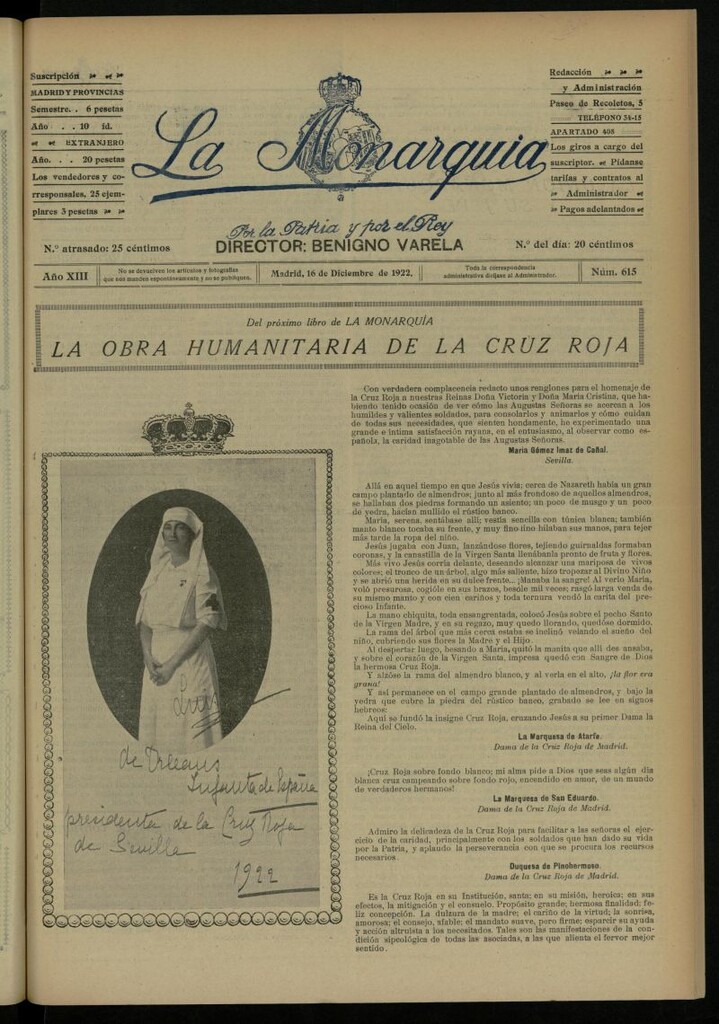 Suscripción
MADRID Y PROVINCIAS
Semestre. . 6 pesetas
Año . . 10 id.
EXTRANJERO
Año. . . 20 pesetas
Los vendedores y co-
rresponsales, 25 ejem-
plares 3 pesetas
La Monarquía
Por la Patria y por el Rey
DIRECTOR: BENIGNO VARELA
Redacción
y Administración
Paseo de Recoletos, 5
TELÉFONO 34-15
APARTADO 408
Los giros a cargo del
suscriptor. Pídanse
tarifas y contratos al
Administrador
Pagos adelantados
N.º atrasado: 25 céntimos
N.º del día: 20 céntimos
Año XIII
No se devuelven los artículos y fotografías
que nos manden espontáneamente y no se publiquen.
Madrid, 16 de Diciembre de 1922.
Toda la correspondencia
administrativa diríjase al Administrador.
Núm. 615
Del próximo libro de LA MONARQUÍA
LA OBRA HUMANITARIA DE LA CRUZ ROJA
Luisa
de Orleans
Infanta de España
presidenta de la Cruz Roja
de Sevilla
1922
Con verdadera complacencia redacto unos renglones para el homenaje de
la Cruz Roja a nuestras Reinas Doña Victoria y Doña María Cristina, que ha-
biendo tenido ocasión de ver cómo las Augustas Señoras se acercan a los
humildes y valientes soldados, para consolarlos y animarlos y cómo cuidan
de todas sus necesidades, que sienten hondamente, he experimentado una
grande e íntima satisfacción rayana, en el entusiasmo, al observar como es-
pañola, la caridad inagotable de las Augustas Señoras.
María Gómez Imat de Cañal.
Sevilla.
Allá en aquel tiempo en que Jesús vivía; cerca de Nazareth había un gran
campo plantado de almendros; junto al más frondoso de aquellos almendros,
se hallaban dos piedras formando un asiento; un poco de musgo y un poco
de yedra, hacían mullido el rústico banco.
María, serena, sentábase allí; vestía sencilla con túnica blanca; también
manto blanco tocaba su frente, y muy fino lino hilaban sus manos, para tejer
más tarde la ropa del niño.
Jesús jugaba con Juan, lanzándose flores, tejiendo guirnaldas formaban
coronas, y la canastilla de la Virgen Santa llenábanla pronto de fruta y flores.
Más vivo Jesús corría delante, deseando alcanzar una mariposa de vivos
colores; el tronco de un árbol, algo más saliente, hizo tropezar al Divino Niño
y se abrió una herida en su dulce frente... ¡Manaba la sangre! Al verlo María,
voló presurosa, cogióle en sus brazos, besóle mil veces; rasgó larga venda de
su mismo manto y con cien cariños y toda ternura vendó la carita del pre-
cioso Infante.
La mano chiquita, toda ensangrentada, colocó Jesús sobre el pecho Santo
de la Virgen Madre, y en su regazo, muy quedo llorando, quedóse dormido.
La rama del árbol que más cerca estaba se inclinó velando el sueño del
niño, cubriendo sus flores la Madre y el Hijo.
Al despertar luego, besando a María, quitó la manita que allí descansaba,
y sobre el corazón de la Virgen Santa, impresa quedó con Sangre de Dios
la hermosa Cruz Roja.
Y alzóse la rama del almendro blanco, y al verla en el alto, ¡la flor era
grana!
Y así permanece en el campo grande plantado de almendros, y bajo la
yedra que cubre la piedra del rústico banco, grabado se lee en signos
hebreos:
Aquí se fundó la insigne Cruz Roja, cruzando Jesús a su primer Dama la
Reina del Cielo.
La Marquesa de Atarfe.
Dama de la Cruz Roja de Madrid.
¡Cruz Roja sobre fondo blanco; mi alma pide a Dios que seas algún día
blanca cruz campeando sobre fondo rojo, encendido en amor, de un mundo
de verdaderos hermanos!
La Marquesa de San Eduardo.
Dama de la Cruz Roja de Madrid.
Admiro la delicadeza de la Cruz Roja para facilitar a las señoras el ejer-
cicio de la caridad, principalmente con los soldados que han dado su vida
por la Patria, y aplaudo la perseverancia con que se procura los recursos
necesarios.
Duquesa de Pinohermoso.
Dama de la Cruz Roja de Madrid.
Es la Cruz Roja en su Institución, santa; en su misión, heroica; en sus
efectos, la mitigación y el consuelo. Propósito grande; hermosa finalidad; fe-
liz concepción. La dulzura de la madre; el cariño de la virtud; la sonrisa,
amorosa; el consejo, afable; el mandato suave, pero firme; esparcir su ayuda
y acción altruista a los necesitados. Tales son las manifestaciones de la con-
dición sipeológica de todas las asociadas, a las que alienta el fervor mejor
sentido.